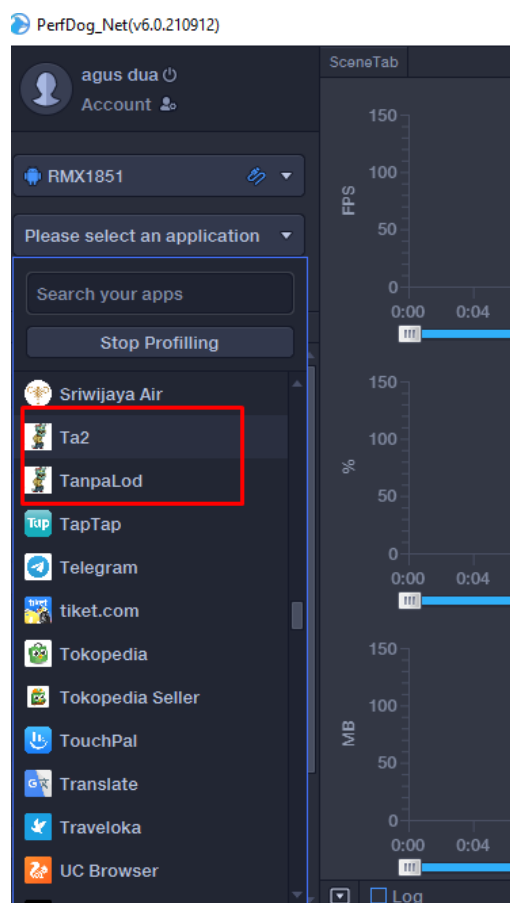 PerfDog_Net(v6.0.210912)
agus dua
Account
RMX1851
Please select an application
Search your apps
Stop Profilling
Sriwijaya Air
Ta2
TanpaLod
Tap TapTap
Telegram
tiket tiket.com
Tokopedia
Tokopedia Seller
TouchPal
G Translate
Traveloka
UC Browser
SceneTab
FPS
150
100
50
0
0:00 0:04
%
150
100
50
0
0:00 0:04
MB
150
100
50
0
0:00 0:04
Log